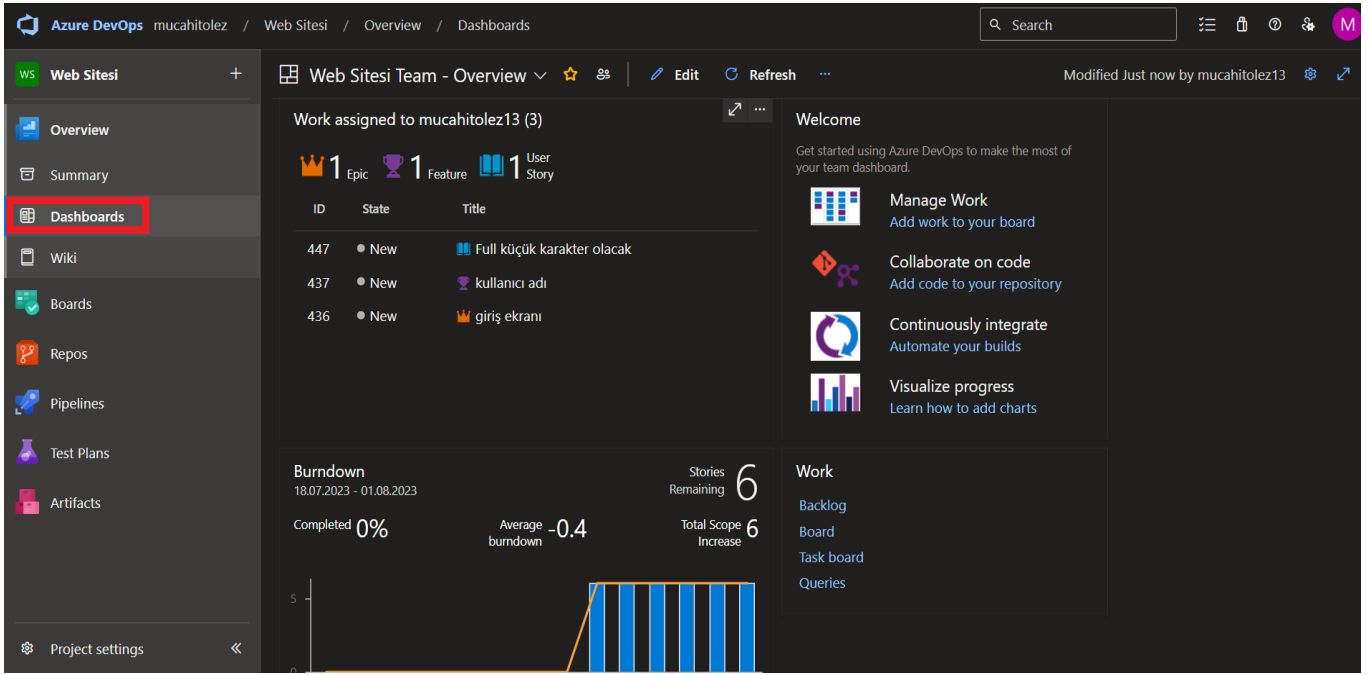 Azure DevOps mucahitolez / Web Sitesi / Overview / Dashboards
Search
M
WS Web Sitesi +
Overview
Summary
Dashboards
Wiki
Boards
Repos
Pipelines
Test Plans
Artifacts
Project settings
Web Sitesi Team - Overview
Edit
Refresh
...
Modified Just now by mucahitolez13
Work assigned to mucahitolez13 (3)
...
1 Epic
1 Feature
1 User
Story
ID State Title
447 New Full küçük karakter olacak
437 New kullanıcı adı
436 New giriş ekranı
Welcome
Get started using Azure DevOps to make the most of
your team dashboard.
Manage Work
Add work to your board
Collaborate on code
Add code to your repository
Continuously integrate
Automate your builds
Visualize progress
Learn how to add charts
Burndown
18.07.2023 - 01.08.2023
Stories
Remaining 6
Completed 0%
Average
burndown -0.4
Total Scope
Increase 6
5
0
Work
Backlog
Board
Task board
Queries